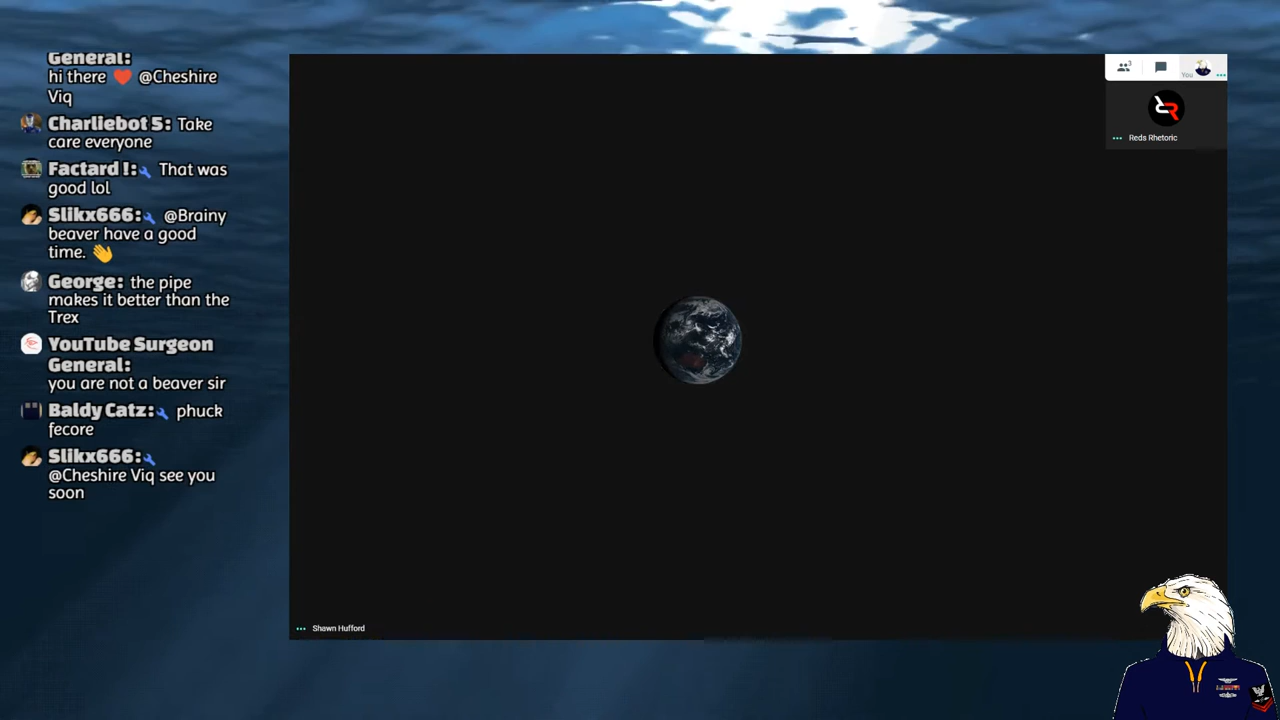 General:
hi there ❤️ @Cheshire
Viq
Charliebot 5: Take
care everyone
Factard !: That was
good lol
Slikx666: @Brainy
beaver have a good
time. 👋
George: the pipe
makes it better than the
Trex
YouTube Surgeon
General:
you are not a beaver sir
Baldy Catz: phuck
fecore
Slikx666:
@Cheshire Viq see you
soon
3
You
Reds Rhetoric
Shawn Hufford